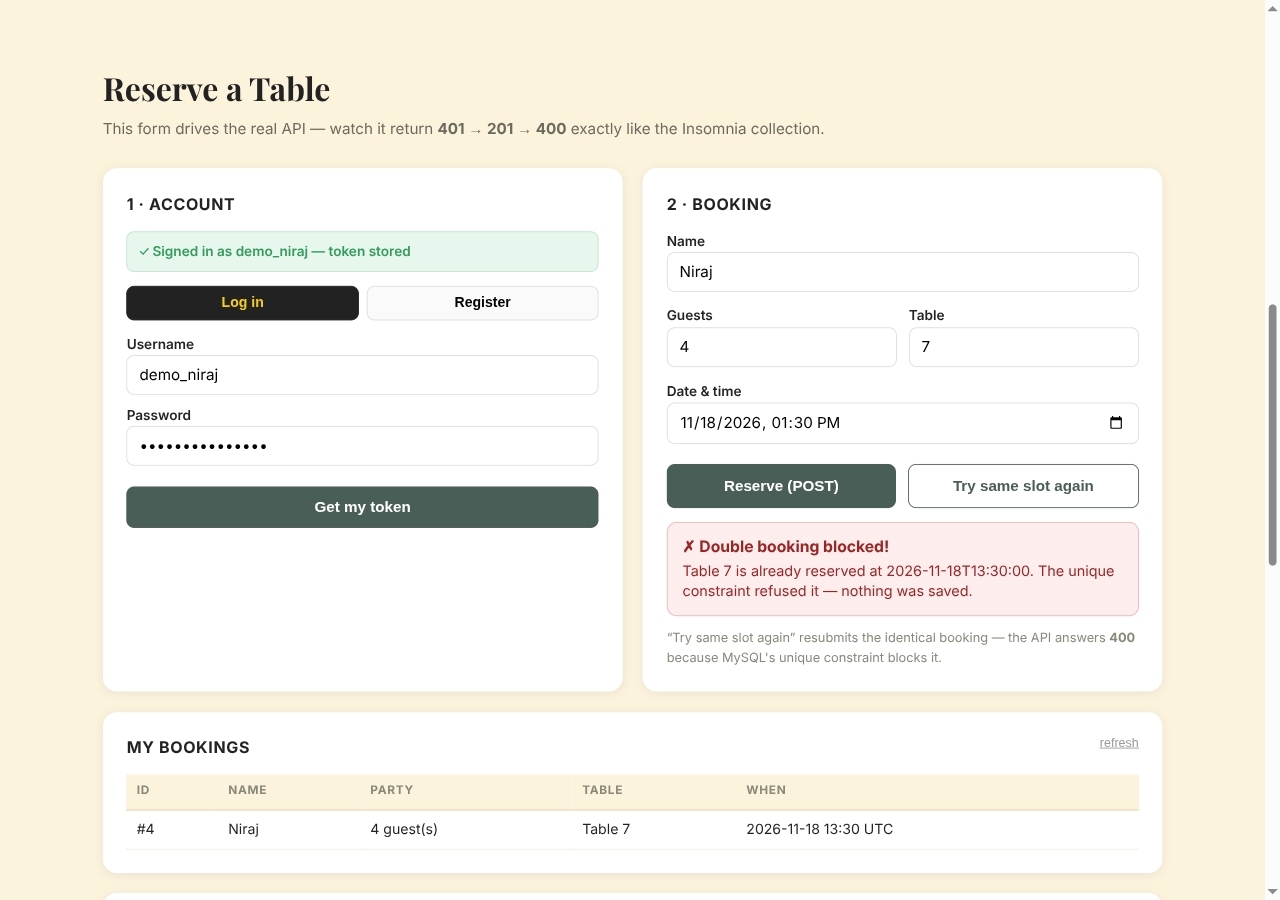 Reserve a Table
This form drives the real API — watch it return 401 → 201 → 400 exactly like the Insomnia collection.
1 · ACCOUNT
✓ Signed in as demo_niraj — token stored
Log in
Register
Username
demo_niraj
Password
•••••••••••••••
Get my token
2 · BOOKING
Name
Niraj
Guests
Table
4
7
Date & time
11/18/2026, 01:30 PM
Reserve (POST)
Try same slot again
✗ Double booking blocked!
Table 7 is already reserved at 2026-11-18T13:30:00. The unique
constraint refused it — nothing was saved.
“Try same slot again” resubmits the identical booking — the API answers 400
because MySQL's unique constraint blocks it.
MY BOOKINGS
refresh
ID NAME PARTY TABLE WHEN
#4 Niraj 4 guest(s) Table 7 2026-11-18 13:30 UTC